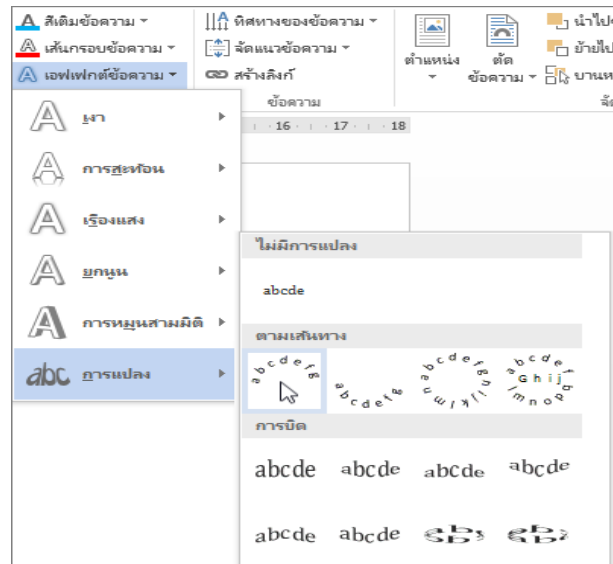 สีเติมข้อความ
เส้นกรอบข้อความ
เอฟเฟกต์ข้อความ
ทิศทางของข้อความ
จัดแนวข้อความ
สร้างลิงก์
ข้อความ
ตำแหน่ง
ตัด
ข้อความ
นำไป
ย้ายไป
บานห
จั
16 17 18
เงา
การสะท้อน
เรืองแสง
ยกนูน
การหมุนสามมิติ
abc การแปลง
ไม่มีการแปลง
abcde
ตามเส้นทาง
abcdefg abcdefg
การบิด
abcde abcde abcde abcde
abcde abcde